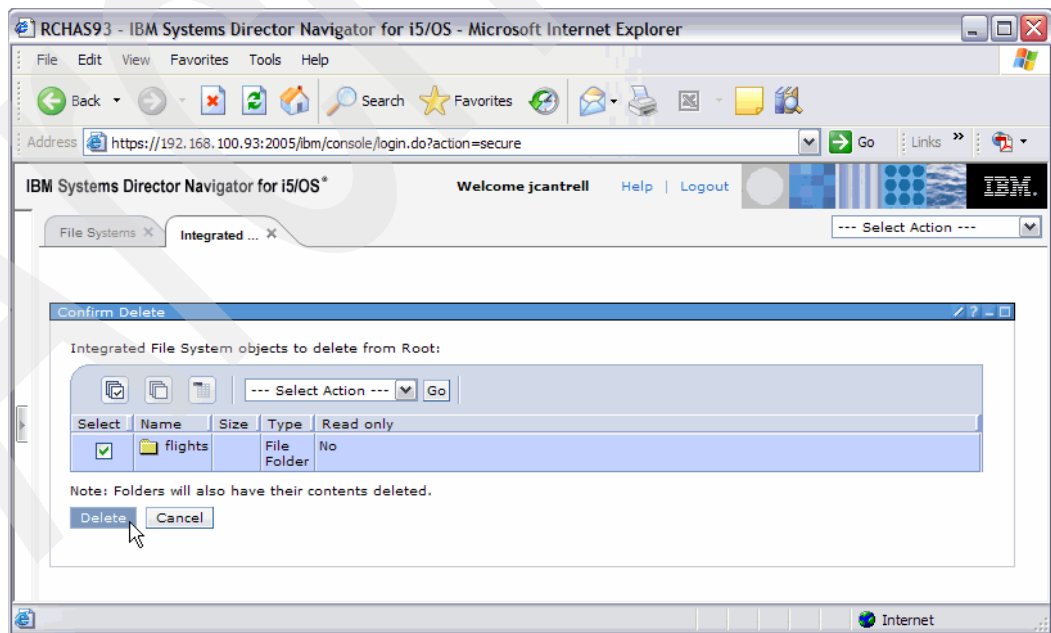 RCHAS93 - IBM Systems Director Navigator for i5/OS - Microsoft Internet Explorer
File Edit View Favorites Tools Help
Back Search Favorites
Address https://192.168.100.93:2005/ibm/console/login.do?action=secure Go Links »
IBM Systems Director Navigator for i5/OS® Welcome jcantrell Help | Logout IBM.
File Systems X Integrated ... X --- Select Action ---
Confirm Delete
Integrated File System objects to delete from Root:
--- Select Action --- Go
Select Name Size Type Read only
flights File Folder No
Note: Folders will also have their contents deleted.
Delete Cancel
Internet